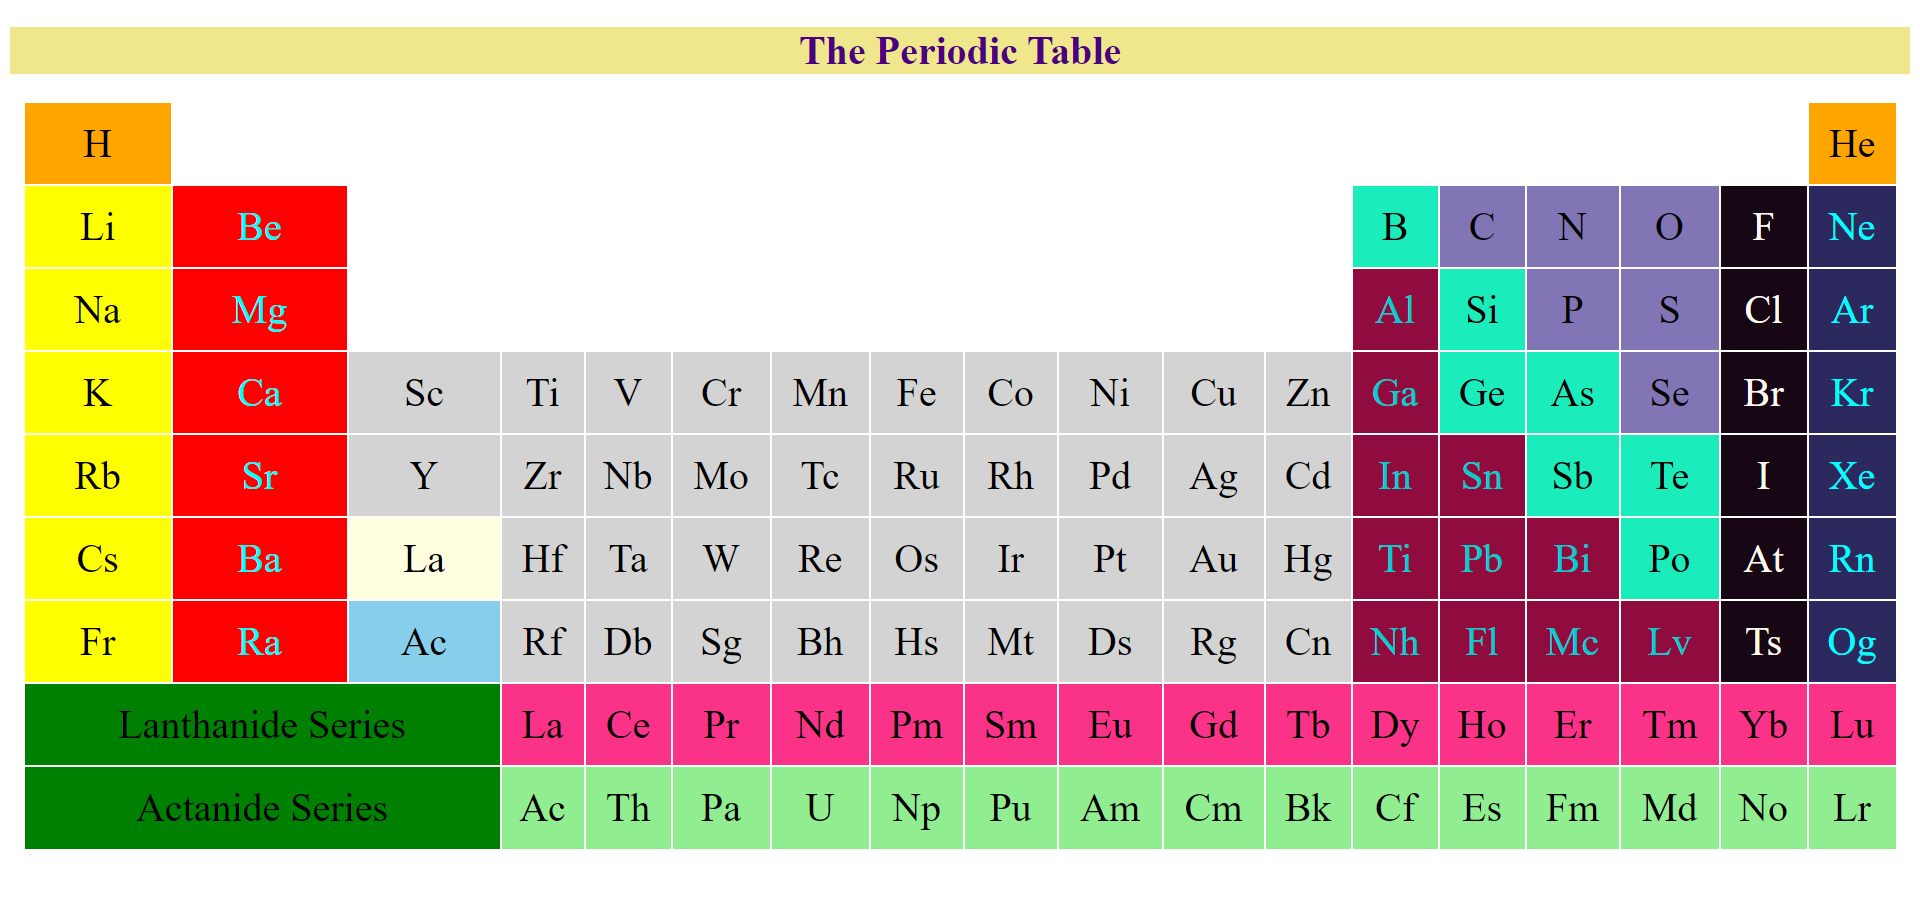 The Periodic Table
H He
Li Be B C N O F Ne
Na Mg Al Si P S Cl Ar
K Ca Sc Ti V Cr Mn Fe Co Ni Cu Zn Ga Ge As Se Br Kr
Rb Sr Y Zr Nb Mo Tc Ru Rh Pd Ag Cd In Sn Sb Te I Xe
Cs Ba La Hf Ta W Re Os Ir Pt Au Hg Ti Pb Bi Po At Rn
Fr Ra Ac Rf Db Sg Bh Hs Mt Ds Rg Cn Nh Fl Mc Lv Ts Og
Lanthanide Series La Ce Pr Nd Pm Sm Eu Gd Tb Dy Ho Er Tm Yb Lu
Actanide Series Ac Th Pa U Np Pu Am Cm Bk Cf Es Fm Md No Lr